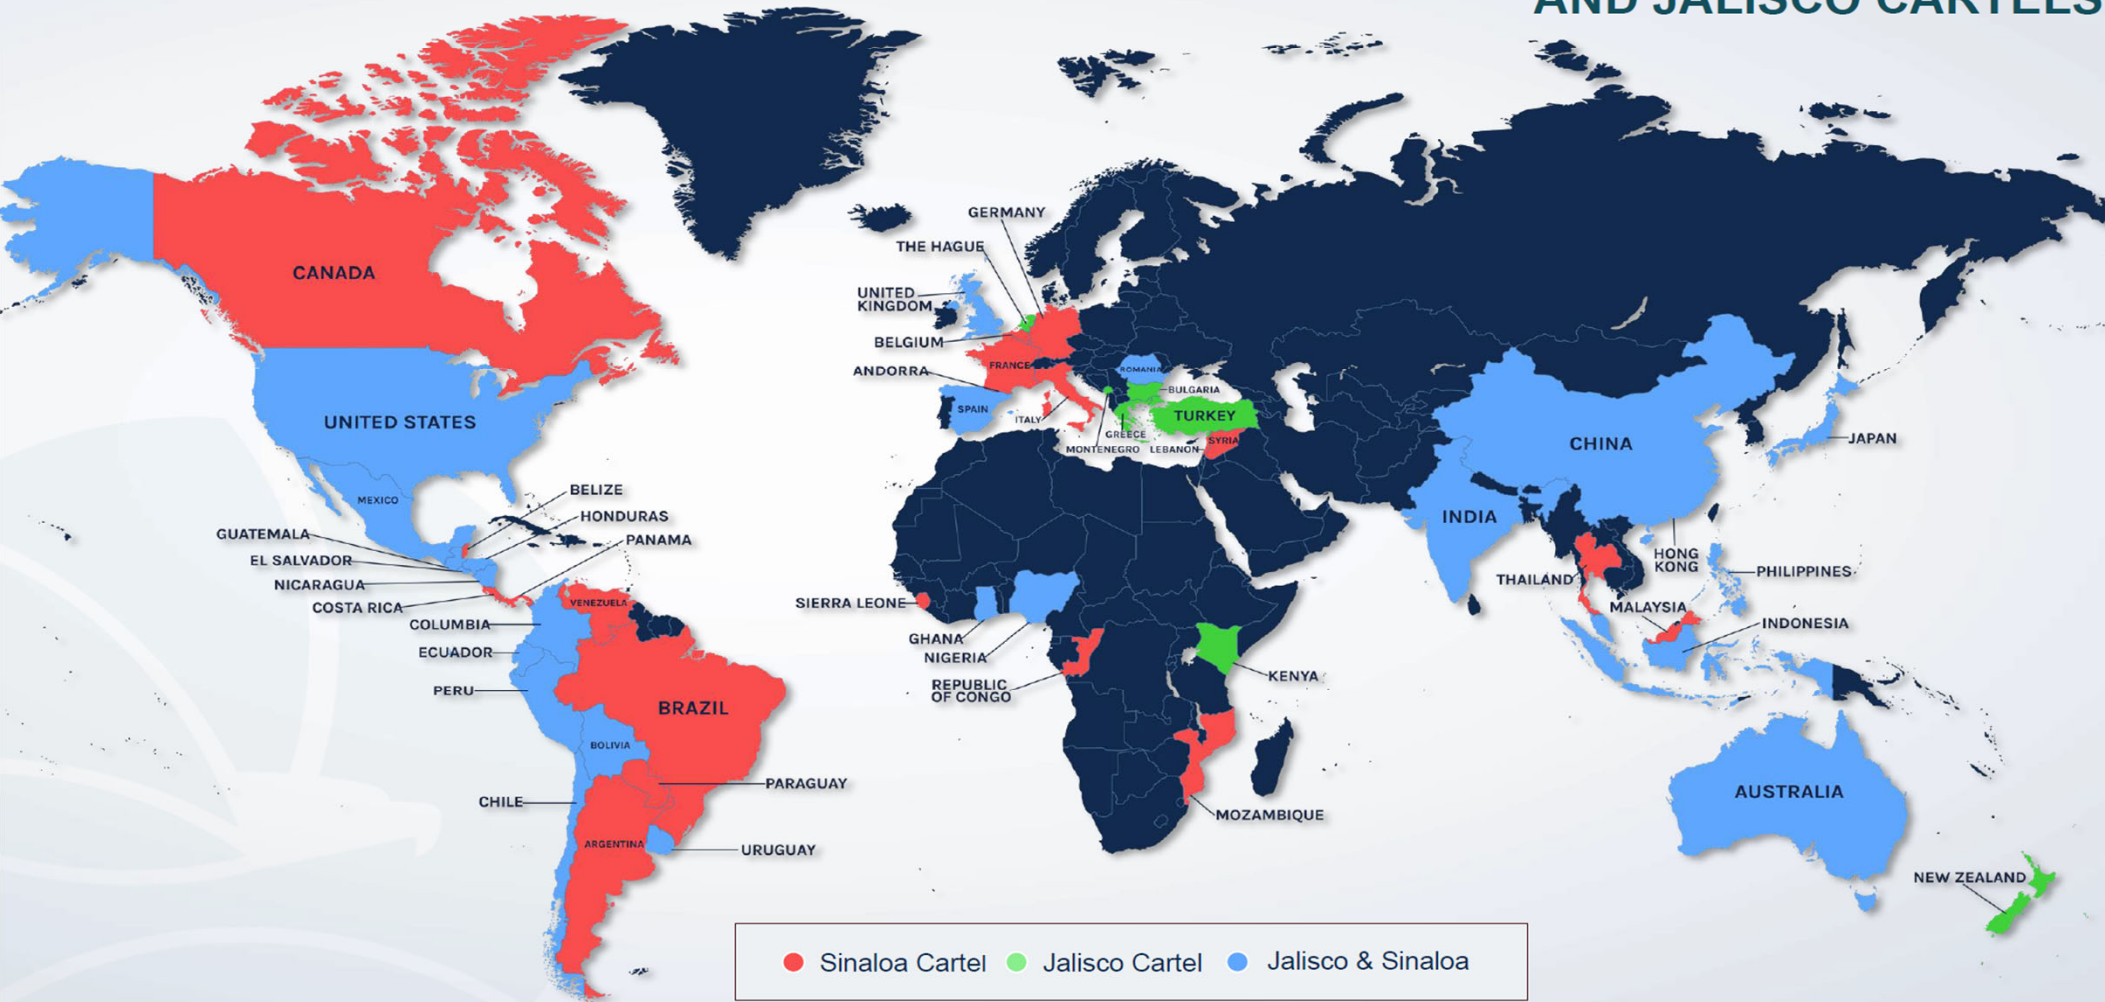 AND JALISCO CARTELS
CANADA
UNITED STATES
MEXICO
BELIZE
HONDURAS
PANAMA
GUATEMALA
EL SALVADOR
NICARAGUA
COSTA RICA
COLUMBIA
ECUADOR
PERU
VENEZUELA
BRAZIL
BOLIVIA
PARAGUAY
CHILE
ARGENTINA
URUGUAY
GERMANY
THE HAGUE
UNITED
KINGDOM
BELGIUM
FRANCE
ANDORRA
SPAIN
ITALY
ROMANIA
BULGARIA
TURKEY
GREECE
MONTENEGRO
LEBANON
SYRIA
SIERRA LEONE
GHANA
NIGERIA
REPUBLIC
OF CONGO
KENYA
MOZAMBIQUE
CHINA
JAPAN
INDIA
HONG
KONG
THAILAND
PHILIPPINES
MALAYSIA
INDONESIA
AUSTRALIA
NEW ZEALAND
Sinaloa Cartel
Jalisco Cartel
Jalisco & Sinaloa